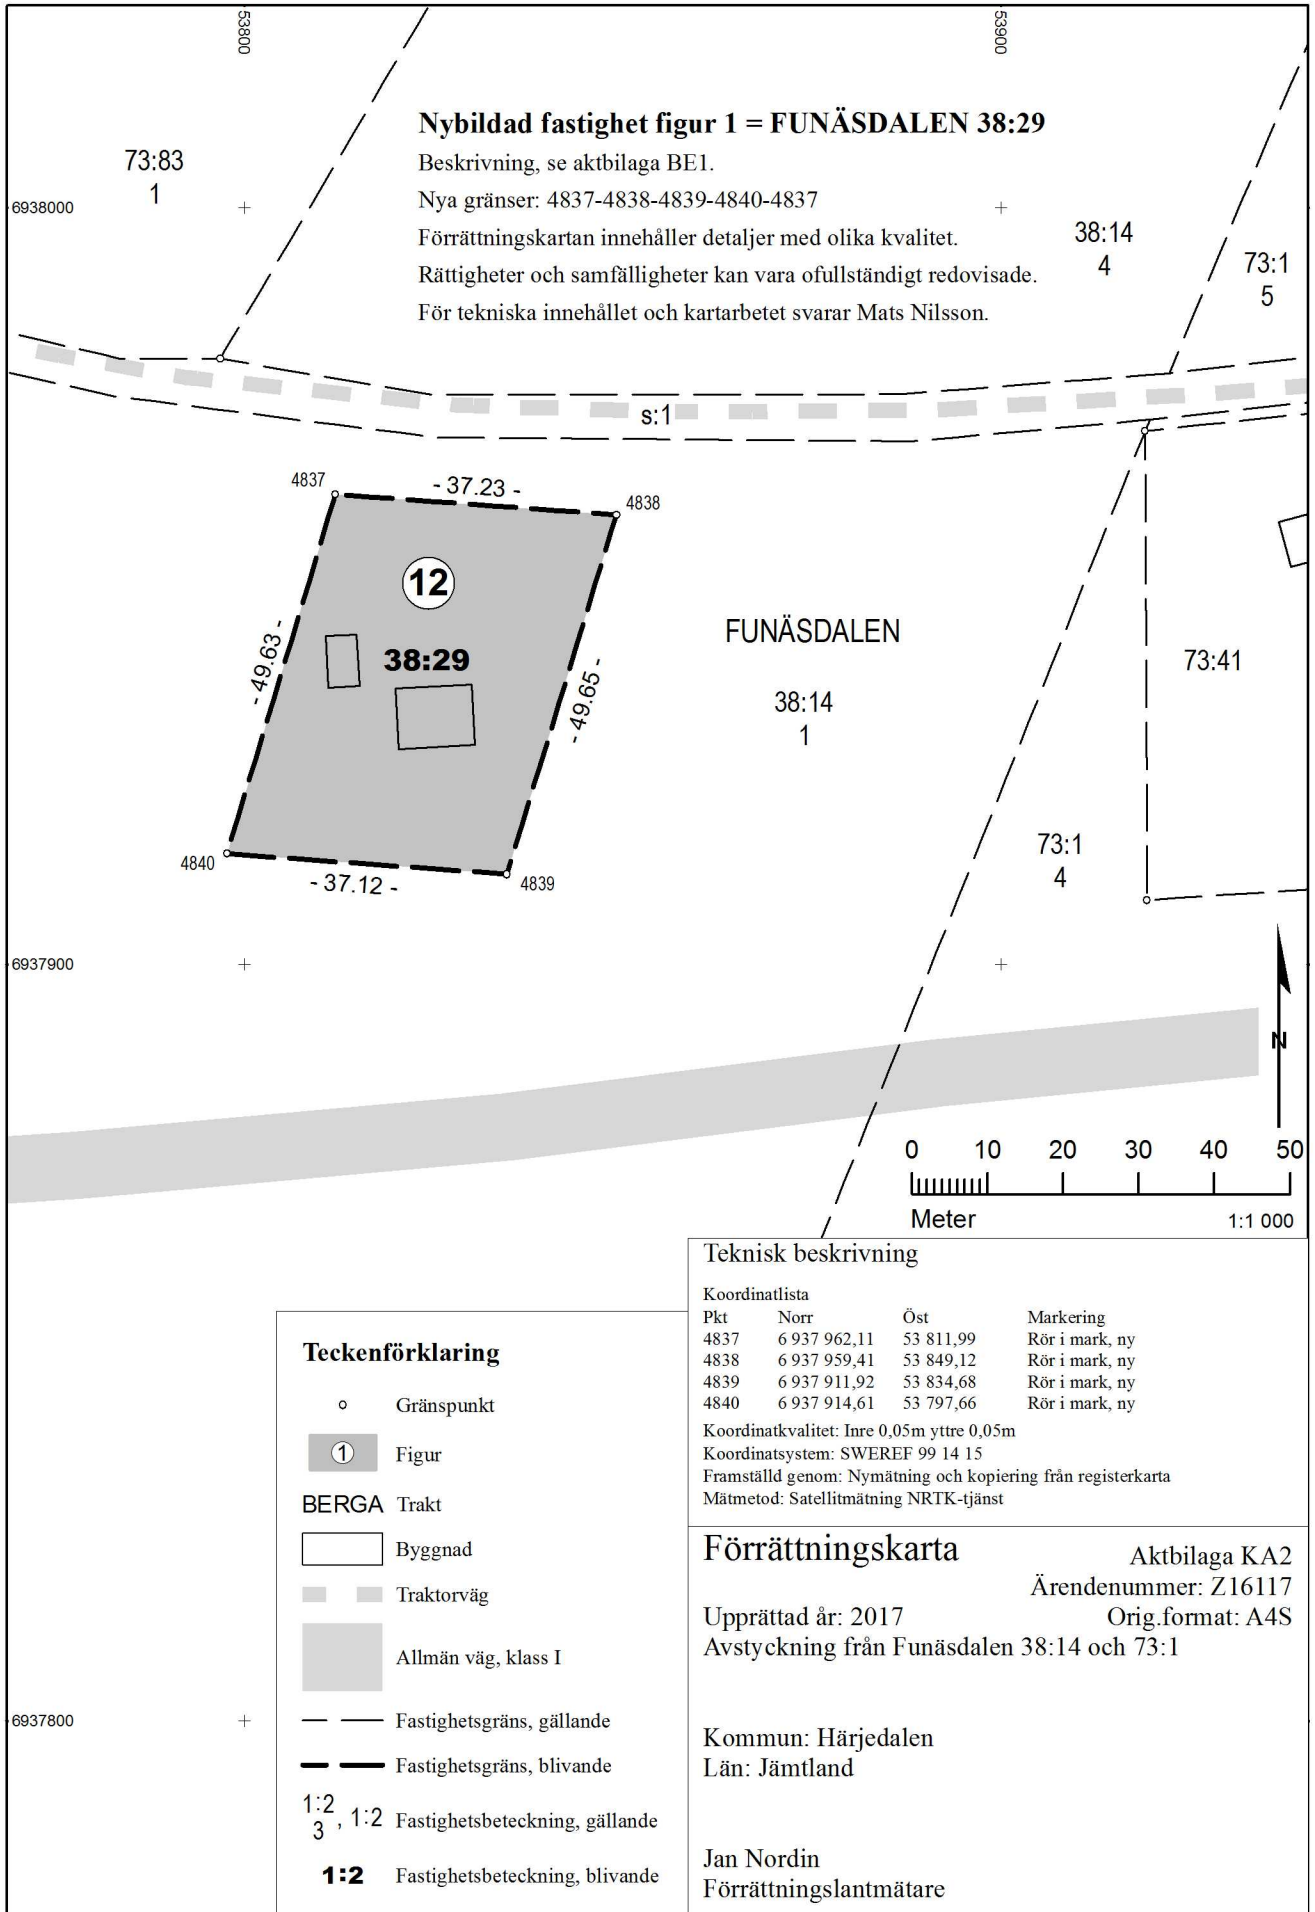 53800
53900
Nybildad fastighet figur 1 = FUNÄSDALEN 38:29
Beskrivning, se aktbilaga BE1.
Nya gränser: 4837-4838-4839-4840-4837
Förrättningskartan innehåller detaljer med olika kvalitet.
Rättigheter och samfälligheter kan vara ofullständigt redovisade.
För tekniska innehållet och kartarbetet svarar Mats Nilsson.
73:83
1
6938000
38:14
4
73:1
5
s:1
4837
- 37.23 -
4838
12
38:29
- 49.63 -
- 49.65 -
FUNÄSDALEN
38:14
1
73:41
73:1
4
4840
- 37.12 -
4839
6937900
N
0 10 20 30 40 50
Meter 1:1 000
Teknisk beskrivning
Koordinatlista
Pkt Norr Öst Markering
4837 6 937 962,11 53 811,99 Rör i mark, ny
4838 6 937 959,41 53 849,12 Rör i mark, ny
4839 6 937 911,92 53 834,68 Rör i mark, ny
4840 6 937 914,61 53 797,66 Rör i mark, ny
Koordinatkvalitet: Inre 0,05m yttre 0,05m
Koordinatsystem: SWEREF 99 14 15
Framställd genom: Nymätning och kopiering från registerkarta
Mätmetod: Satellitmätning NRTK-tjänst
Teckenförklaring
Gränspunkt
1 Figur
BERGA Trakt
Byggnad
Traktorväg
Allmän väg, klass I
Fastighetsgräns, gällande
Fastighetsgräns, blivande
1:2
3 , 1:2 Fastighetsbeteckning, gällande
1:2 Fastighetsbeteckning, blivande
6937800
Förrättningskarta
Aktbilaga KA2
Ärendenummer: Z16117
Upprättad år: 2017 Orig.format: A4S
Avstyckning från Funäsdalen 38:14 och 73:1
Kommun: Härjedalen
Län: Jämtland
Jan Nordin
Förrättningslantmätare